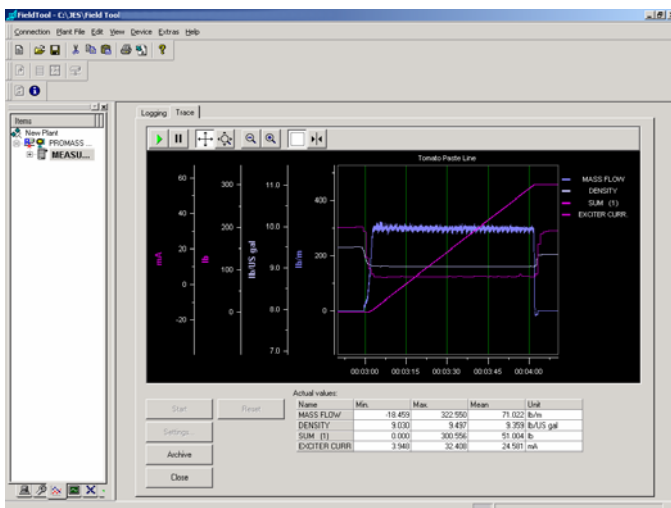 FieldTool - C:\JES\Field Tool
Connection Plant File Edit View Device Extras Help
Items
New Plant
PROMASS ...
MEASU...
Logging Trace
Tomato Paste Line
60 300 11.0 400
40 200 10.0 200
20 100 9.0 0
0 0 8.0
-20 7.0
mA
lb
lb/US gal
lb/m
MASS FLOW
DENSITY
SUM (1)
EXCITER CURR.
00:03:00 00:03:15 00:03:30 00:03:45 00:04:00
Actual values:
Name Min. Max. Mean Unit
MASS FLOW -18.459 322.550 71.022 lb/m
DENSITY 9.030 9.497 9.359 lb/US gal
SUM (1) 0.000 300.556 51.004 lb
EXCITER CURR 3.948 32.408 24.581 mA
Start Reset
Settings...
Archive
Close